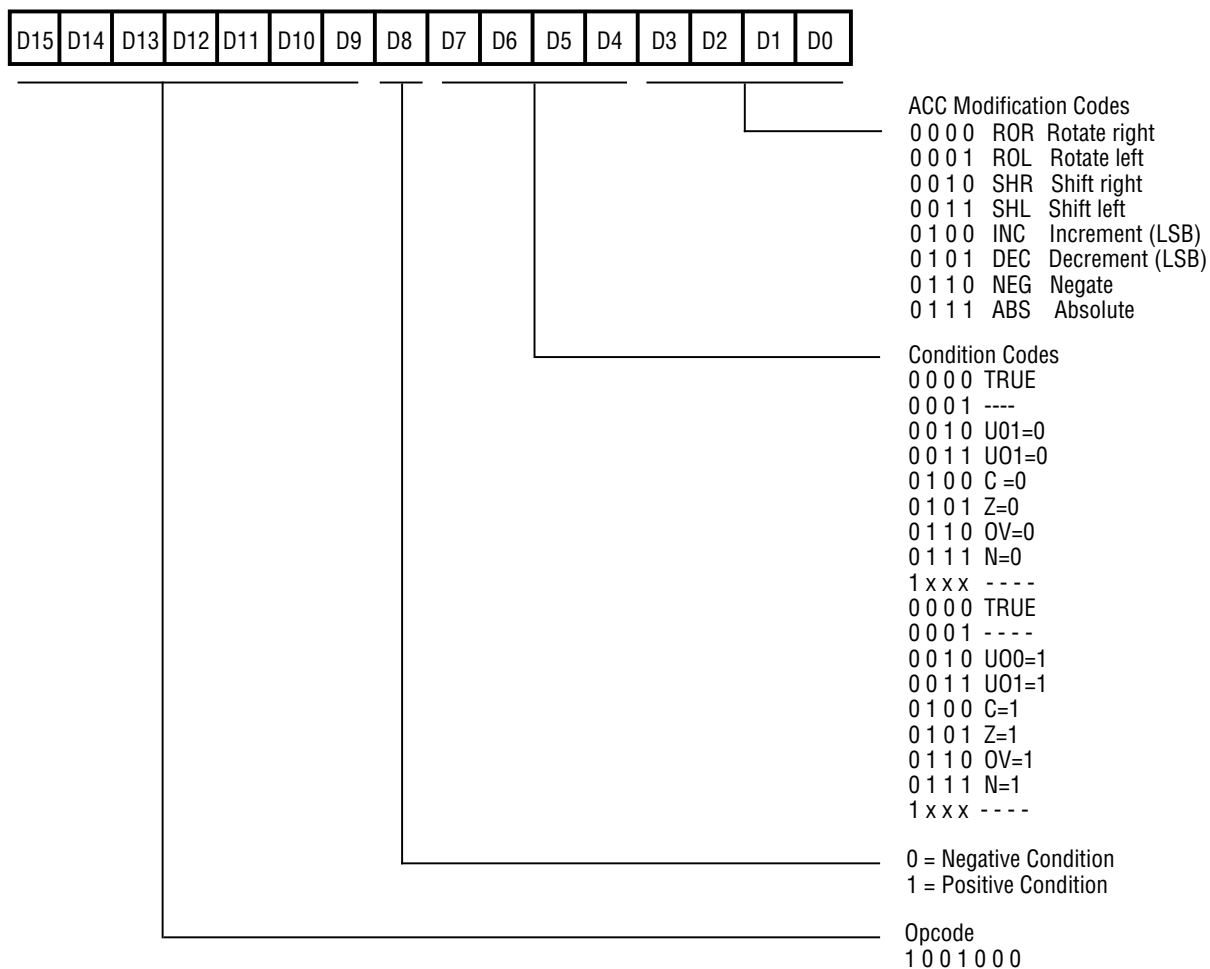 D15 D14 D13 D12 D11 D10 D9 D8 D7 D6 D5 D4 D3 D2 D1 D0
ACC Modification Codes
0 0 0 0 ROR Rotate right
0 0 0 1 ROL Rotate left
0 0 1 0 SHR Shift right
0 0 1 1 SHL Shift left
0 1 0 0 INC Increment (LSB)
0 1 0 1 DEC Decrement (LSB)
0 1 1 0 NEG Negate
0 1 1 1 ABS Absolute
Condition Codes
0 0 0 0 TRUE
0 0 0 1 ----
0 0 1 0 U01=0
0 0 1 1 UO1=0
0 1 0 0 C =0
0 1 0 1 Z=0
0 1 1 0 OV=0
0 1 1 1 N=0
1 x x x - - - -
0 0 0 0 TRUE
0 0 0 1 - - - -
0 0 1 0 UO0=1
0 0 1 1 UO1=1
0 1 0 0 C=1
0 1 0 1 Z=1
0 1 1 0 OV=1
0 1 1 1 N=1
1 x x x - - - -
0 = Negative Condition
1 = Positive Condition
Opcode
1 0 0 1 0 0 0